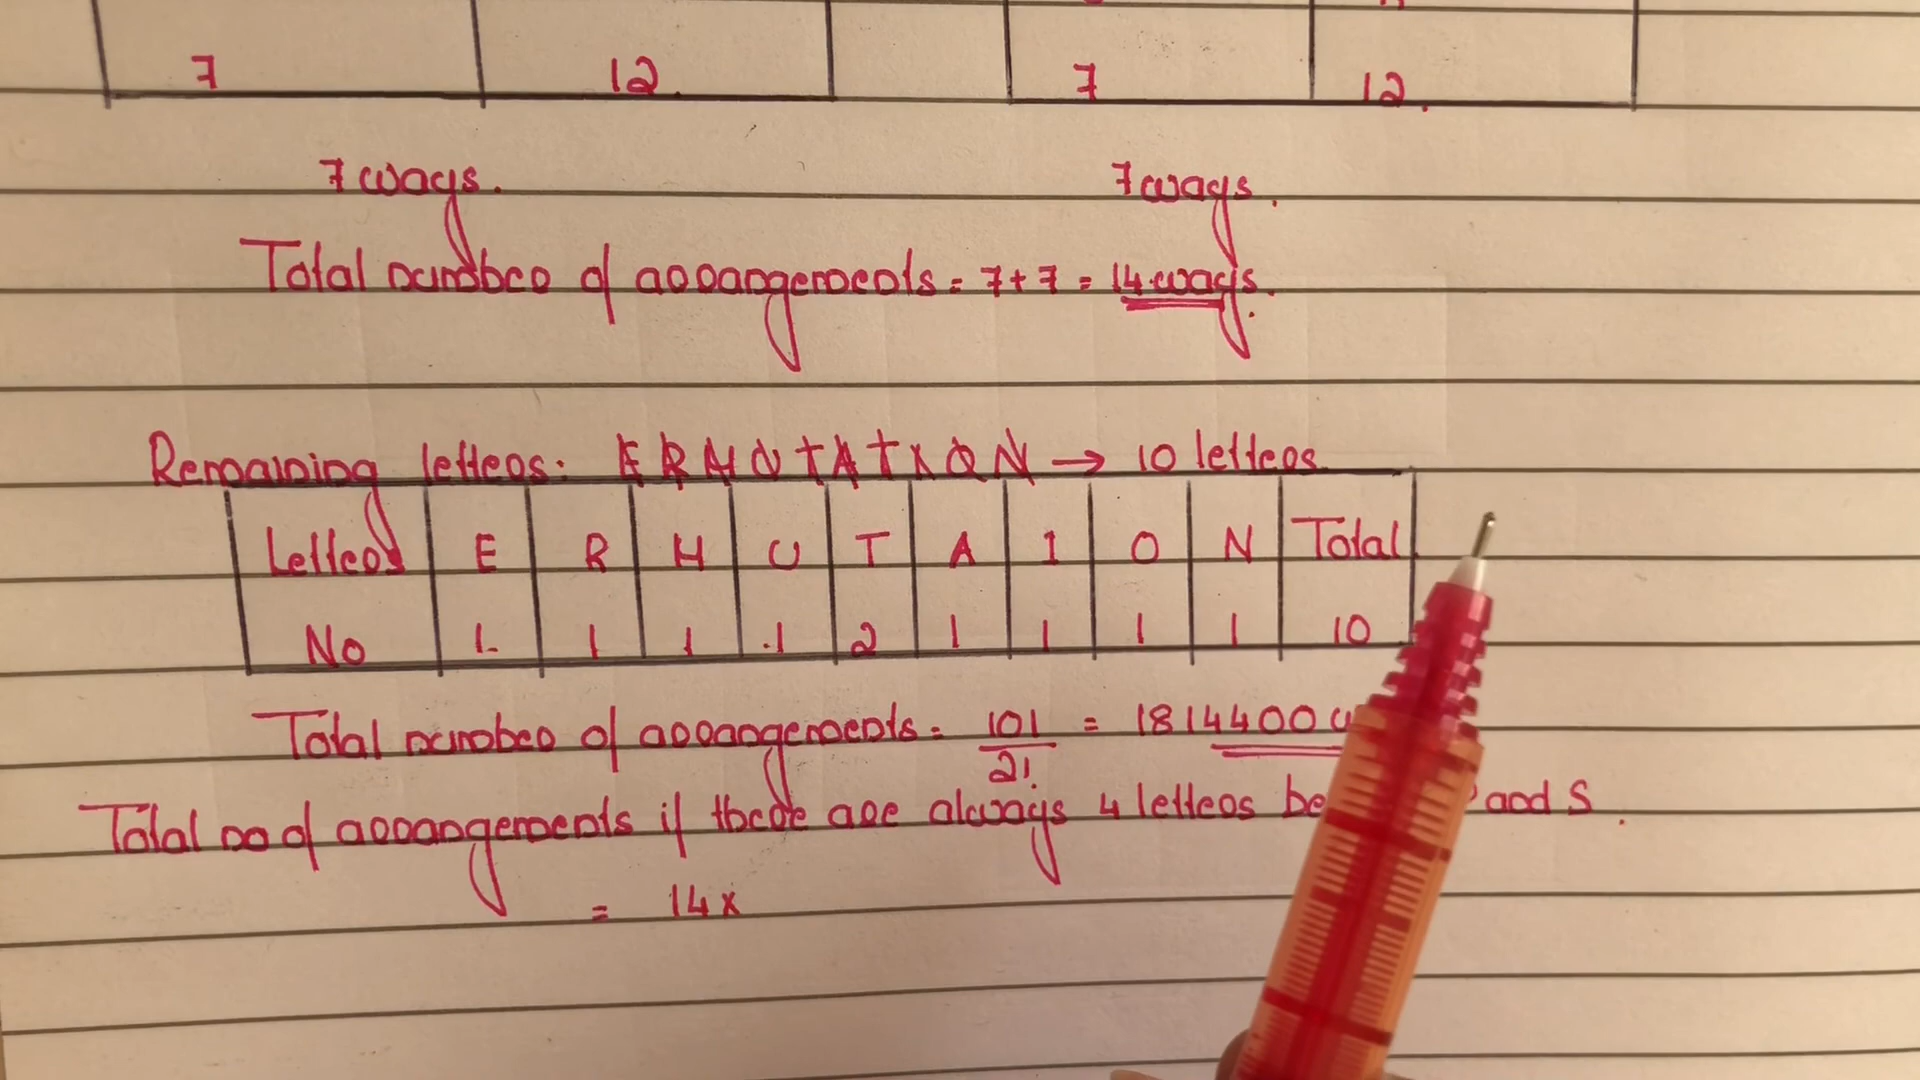 7 12 7 12.
7 ways. 7 ways.
Total number of arrangements = 7+7 = 14 ways.
Remaining letters: E R M U T A T I O N → 10 letters
Letters E R M U T A I O N Total
No 1 1 1 1 2 1 1 1 1 10
Total number of arrangements = 10! / 2! = 1814400
Total no of arrangements if there are always 4 letters and S.
= 14 x